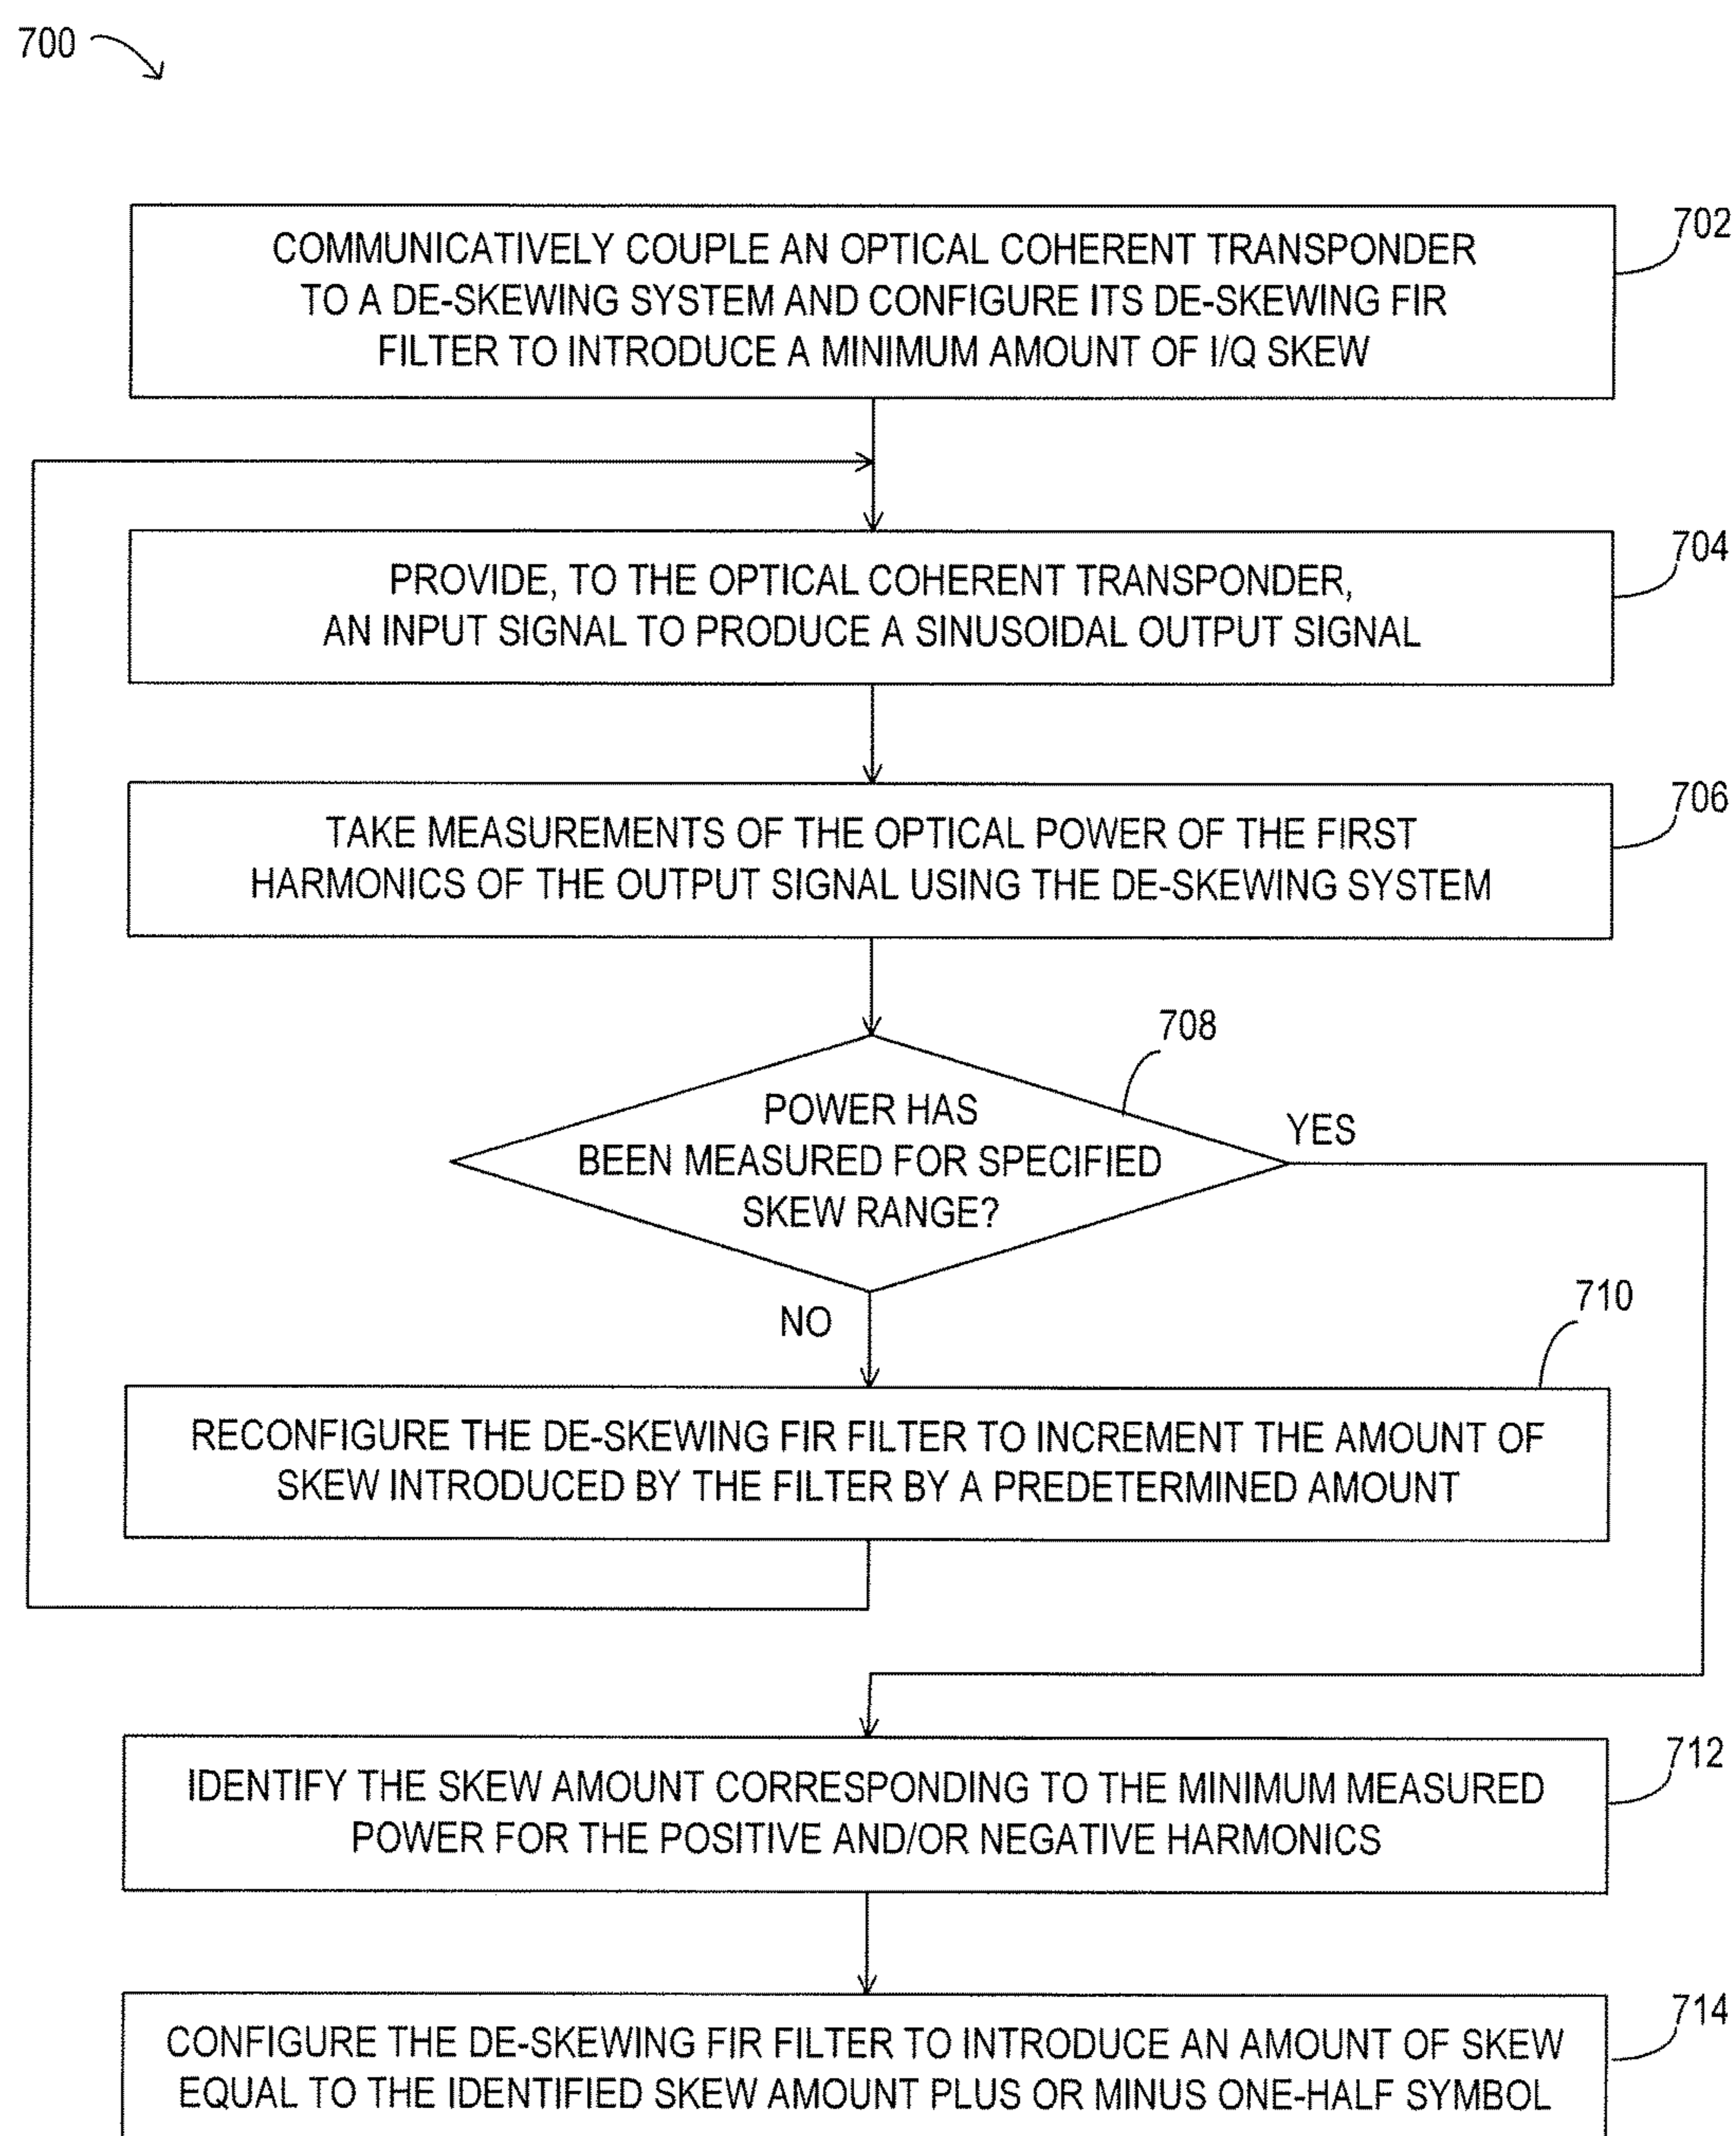 700
702
COMMUNICATIVELY COUPLE AN OPTICAL COHERENT TRANSPONDER
TO A DE-SKEWING SYSTEM AND CONFIGURE ITS DE-SKEWING FIR
FILTER TO INTRODUCE A MINIMUM AMOUNT OF I/Q SKEW
704
PROVIDE, TO THE OPTICAL COHERENT TRANSPONDER,
AN INPUT SIGNAL TO PRODUCE A SINUSOIDAL OUTPUT SIGNAL
706
TAKE MEASUREMENTS OF THE OPTICAL POWER OF THE FIRST
HARMONICS OF THE OUTPUT SIGNAL USING THE DE-SKEWING SYSTEM
708
POWER HAS
BEEN MEASURED FOR SPECIFIED
SKEW RANGE?
YES
NO
710
RECONFIGURE THE DE-SKEWING FIR FILTER TO INCREMENT THE AMOUNT OF
SKEW INTRODUCED BY THE FILTER BY A PREDETERMINED AMOUNT
712
IDENTIFY THE SKEW AMOUNT CORRESPONDING TO THE MINIMUM MEASURED
POWER FOR THE POSITIVE AND/OR NEGATIVE HARMONICS
714
CONFIGURE THE DE-SKEWING FIR FILTER TO INTRODUCE AN AMOUNT OF SKEW
EQUAL TO THE IDENTIFIED SKEW AMOUNT PLUS OR MINUS ONE-HALF SYMBOL